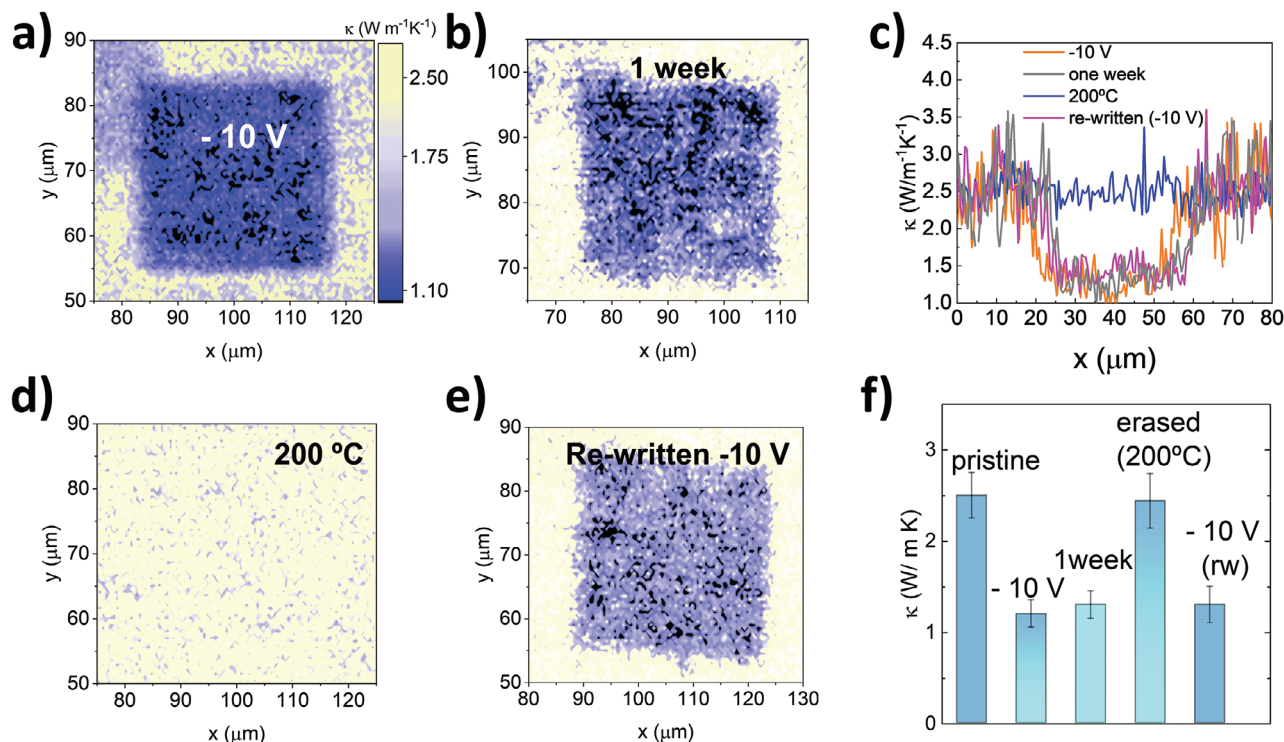 a)
κ (W m⁻¹K⁻¹)
90
80
70
60
50
y (μm)
- 10 V
80 90 100 110 120
x (μm)
2.50
1.75
1.10
b)
1 week
100
90
80
70
y (μm)
70 80 90 100 110
x (μm)
c)
-10 V
one week
200ºC
re-written (-10 V)
4.5
4.0
3.5
3.0
2.5
2.0
1.5
1.0
κ (W/m⁻¹K⁻¹)
0 10 20 30 40 50 60 70 80
x (μm)
d)
200 ºC
90
80
70
60
50
y (μm)
80 90 100 110 120
x (μm)
e)
Re-written -10 V
90
80
70
60
50
y (μm)
80 90 100 110 120 130
x (μm)
f)
3
2
1
0
κ (W/ m K)
pristine
- 10 V
1week
erased
(200ºC)
- 10 V
(rw)